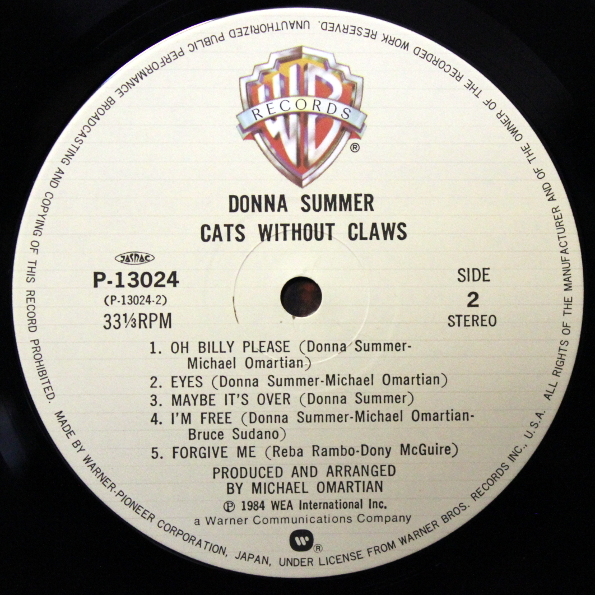 WB
RECORDS
®
DONNA SUMMER
CATS WITHOUT CLAWS
JASRAC
P-13024
(P-13024-2)
33⅓RPM
SIDE
2
STEREO
1. OH BILLY PLEASE (Donna Summer-
Michael Omartian)
2. EYES (Donna Summer-Michael Omartian)
3. MAYBE IT'S OVER (Donna Summer)
4. I'M FREE (Donna Summer-Michael Omartian-
Bruce Sudano)
5. FORGIVE ME (Reba Rambo-Dony McGuire)
PRODUCED AND ARRANGED
BY MICHAEL OMARTIAN
℗ 1984 WEA International Inc.
a Warner Communications Company
®
MADE BY WARNER-PIONEER CORPORATION, JAPAN, UNDER LICENSE FROM WARNER BROS. RECORDS INC., U.S.A. ALL RIGHTS OF THE MANUFACTURER AND OF THE OWNER OF THE RECORDED WORK RESERVED. UNAUTHORIZED PUBLIC PERFORMANCE BROADCASTING AND COPYING OF THIS RECORD PROHIBITED.